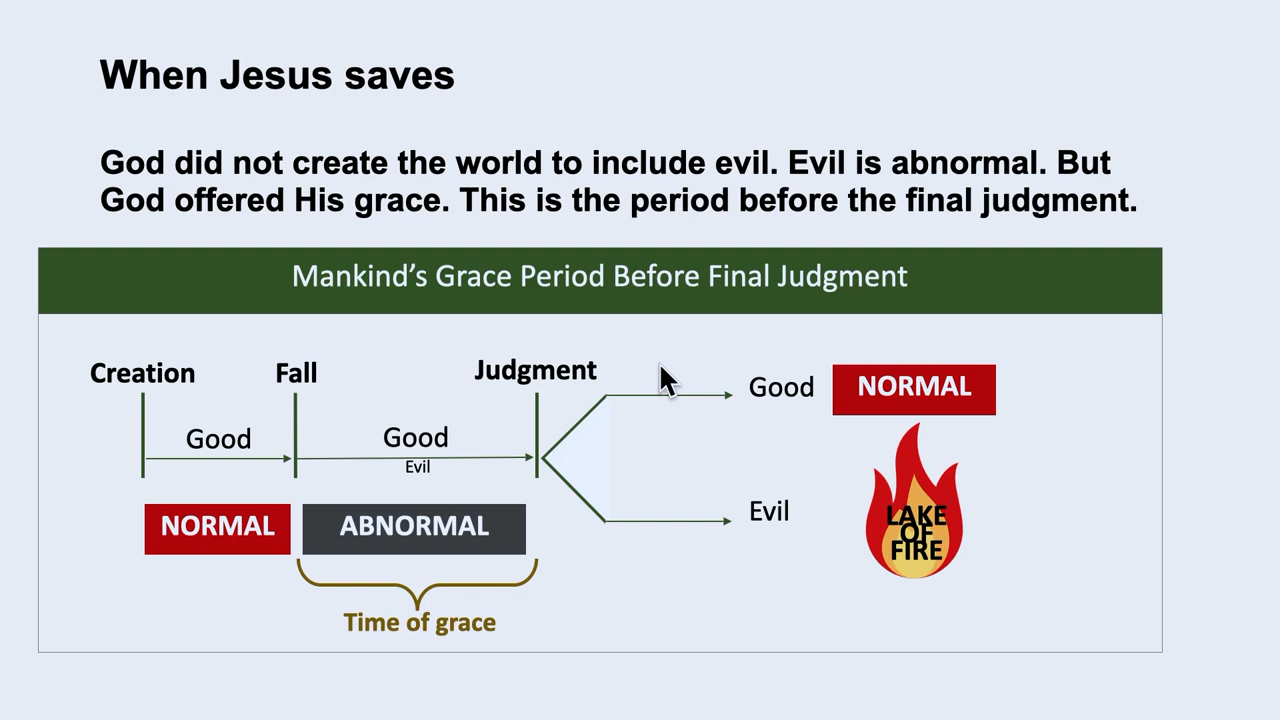 When Jesus saves
God did not create the world to include evil. Evil is abnormal. But
God offered His grace. This is the period before the final judgment.
Mankind’s Grace Period Before Final Judgment
Creation
Fall
Judgment
Good
Good
Evil
Good
NORMAL
Evil
LAKE
OF
FIRE
NORMAL
ABNORMAL
Time of grace